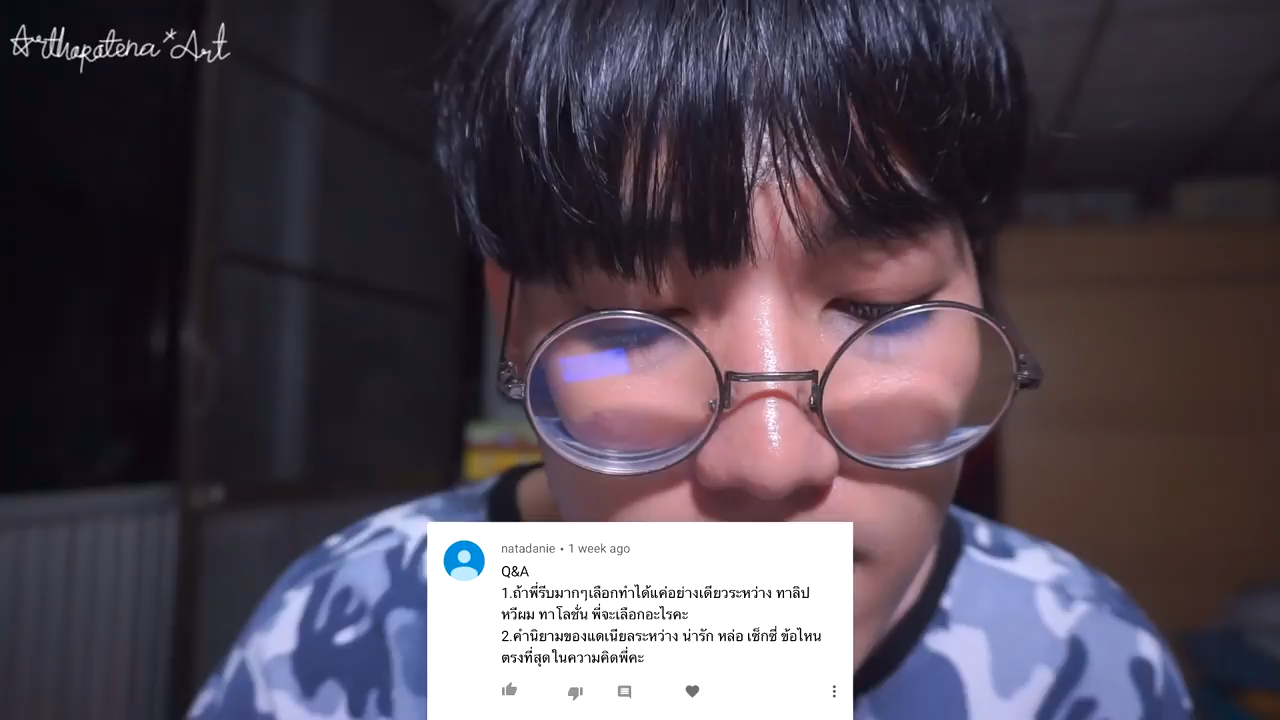 Arthapatena*Art
natadanie • 1 week ago
Q&A
1.ถ้าพี่รีบมากๆเลือกทำได้แค่อย่างเดียวระหว่าง ทาลิป
หวีผม ทาโลชั่น พี่จะเลือกอะไรคะ
2.คำนิยามของแดเนียลระหว่าง น่ารัก หล่อ เซ็กซี่ ข้อไหน
ตรงที่สุดในความคิดพี่คะ